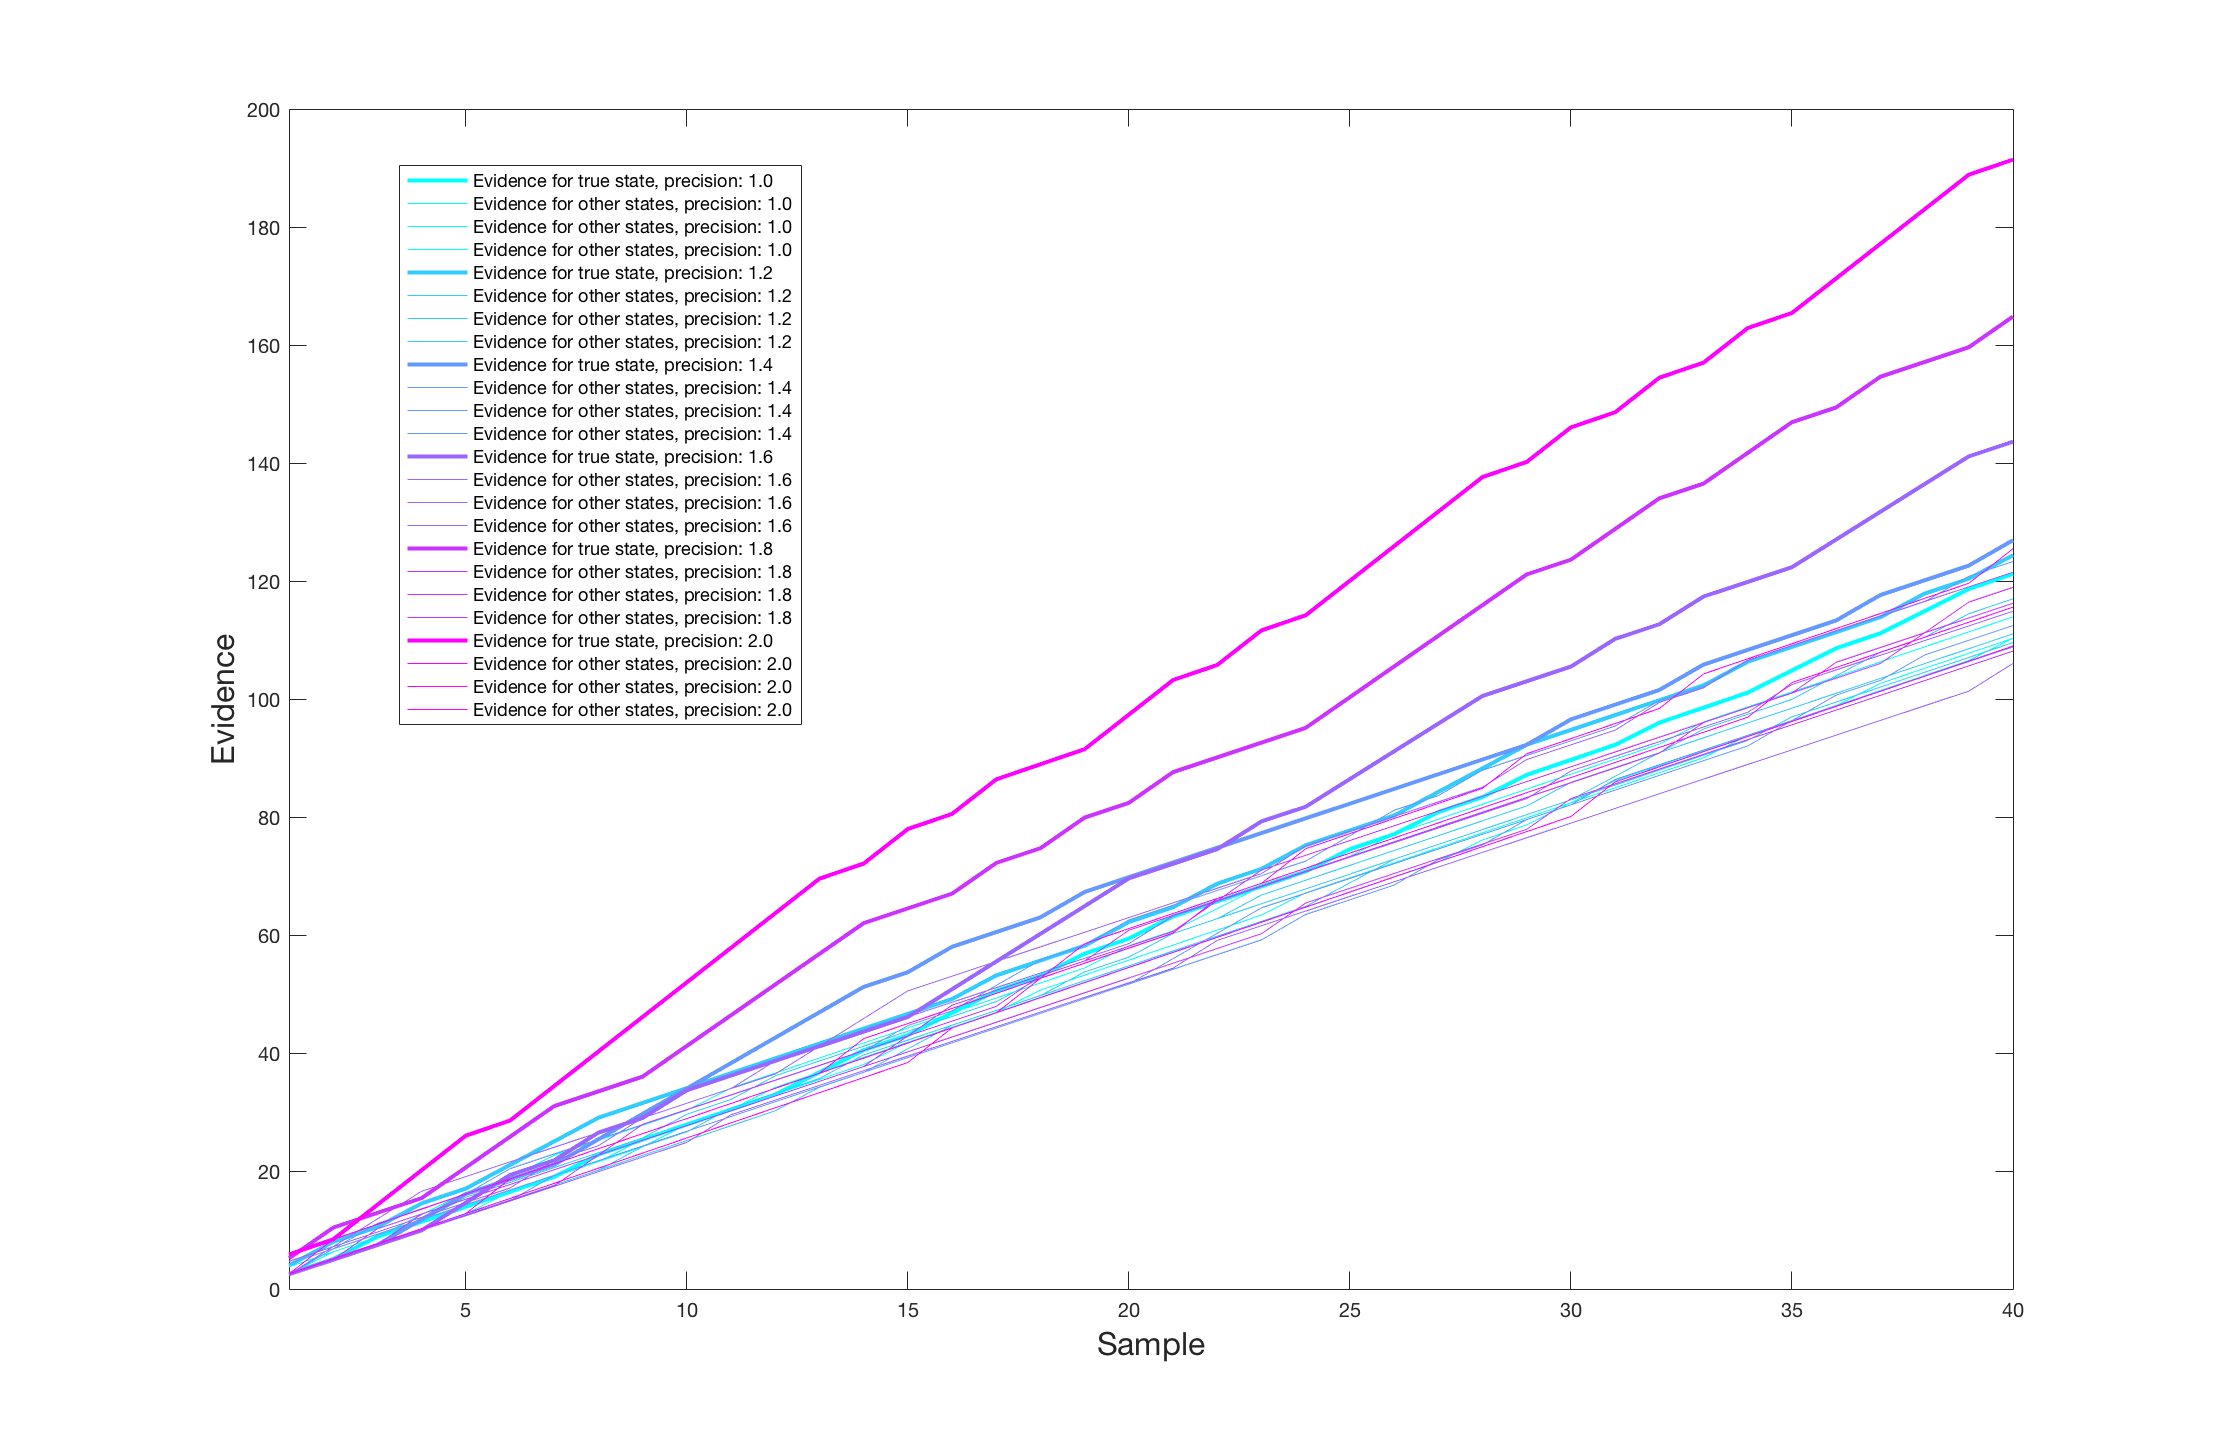 200
180
160
140
120
100
80
60
40
20
0
Evidence
Evidence for true state, precision: 1.0
Evidence for other states, precision: 1.0
Evidence for other states, precision: 1.0
Evidence for other states, precision: 1.0
Evidence for true state, precision: 1.2
Evidence for other states, precision: 1.2
Evidence for other states, precision: 1.2
Evidence for other states, precision: 1.2
Evidence for true state, precision: 1.4
Evidence for other states, precision: 1.4
Evidence for other states, precision: 1.4
Evidence for other states, precision: 1.4
Evidence for true state, precision: 1.6
Evidence for other states, precision: 1.6
Evidence for other states, precision: 1.6
Evidence for other states, precision: 1.6
Evidence for true state, precision: 1.8
Evidence for other states, precision: 1.8
Evidence for other states, precision: 1.8
Evidence for other states, precision: 1.8
Evidence for true state, precision: 2.0
Evidence for other states, precision: 2.0
Evidence for other states, precision: 2.0
Evidence for other states, precision: 2.0
5 10 15 20 25 30 35 40
Sample